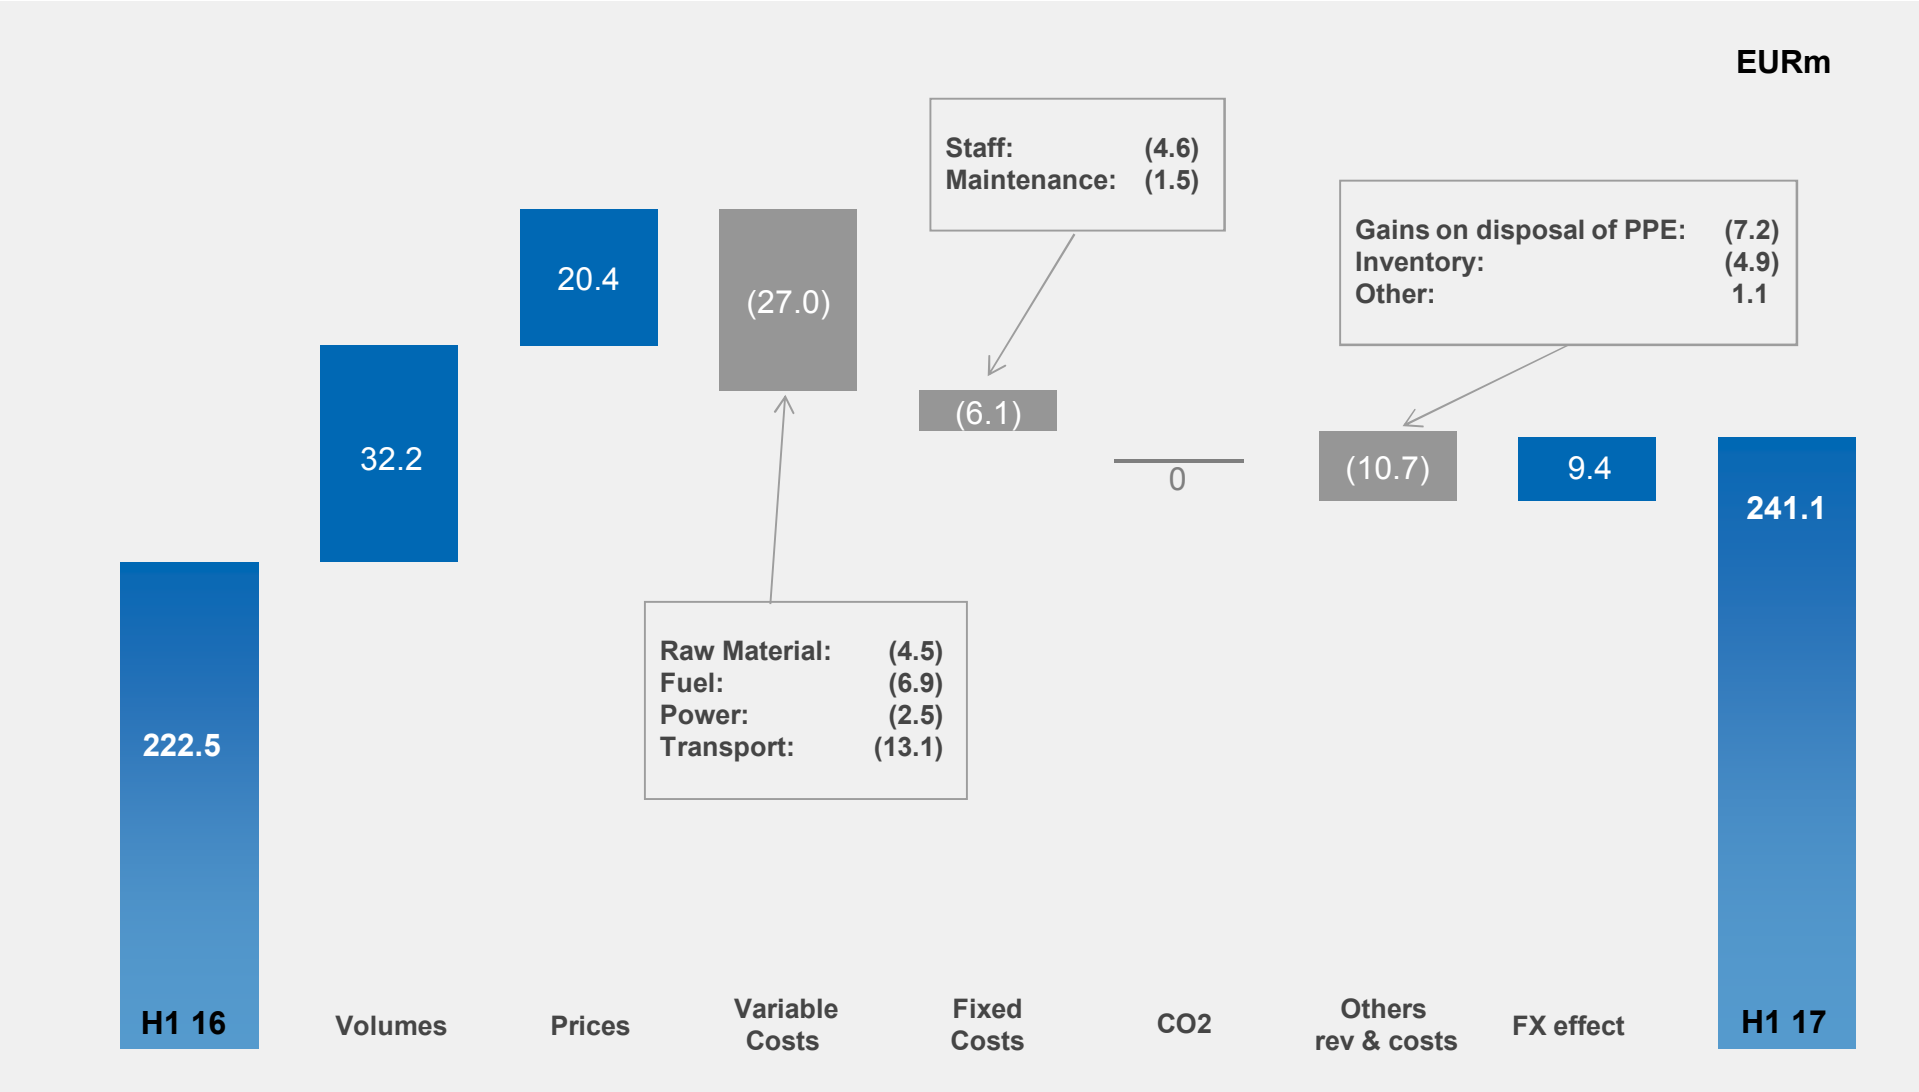 EURm
Staff: (4.6)
Maintenance: (1.5)
Gains on disposal of PPE: (7.2)
Inventory: (4.9)
Other: 1.1
20.4
(27.0)
32.2
(6.1)
0
(10.7)
9.4
241.1
222.5
Raw Material: (4.5)
Fuel: (6.9)
Power: (2.5)
Transport: (13.1)
H1 16
Volumes
Prices
Variable
Costs
Fixed
Costs
CO2
Others
rev & costs
FX effect
H1 17